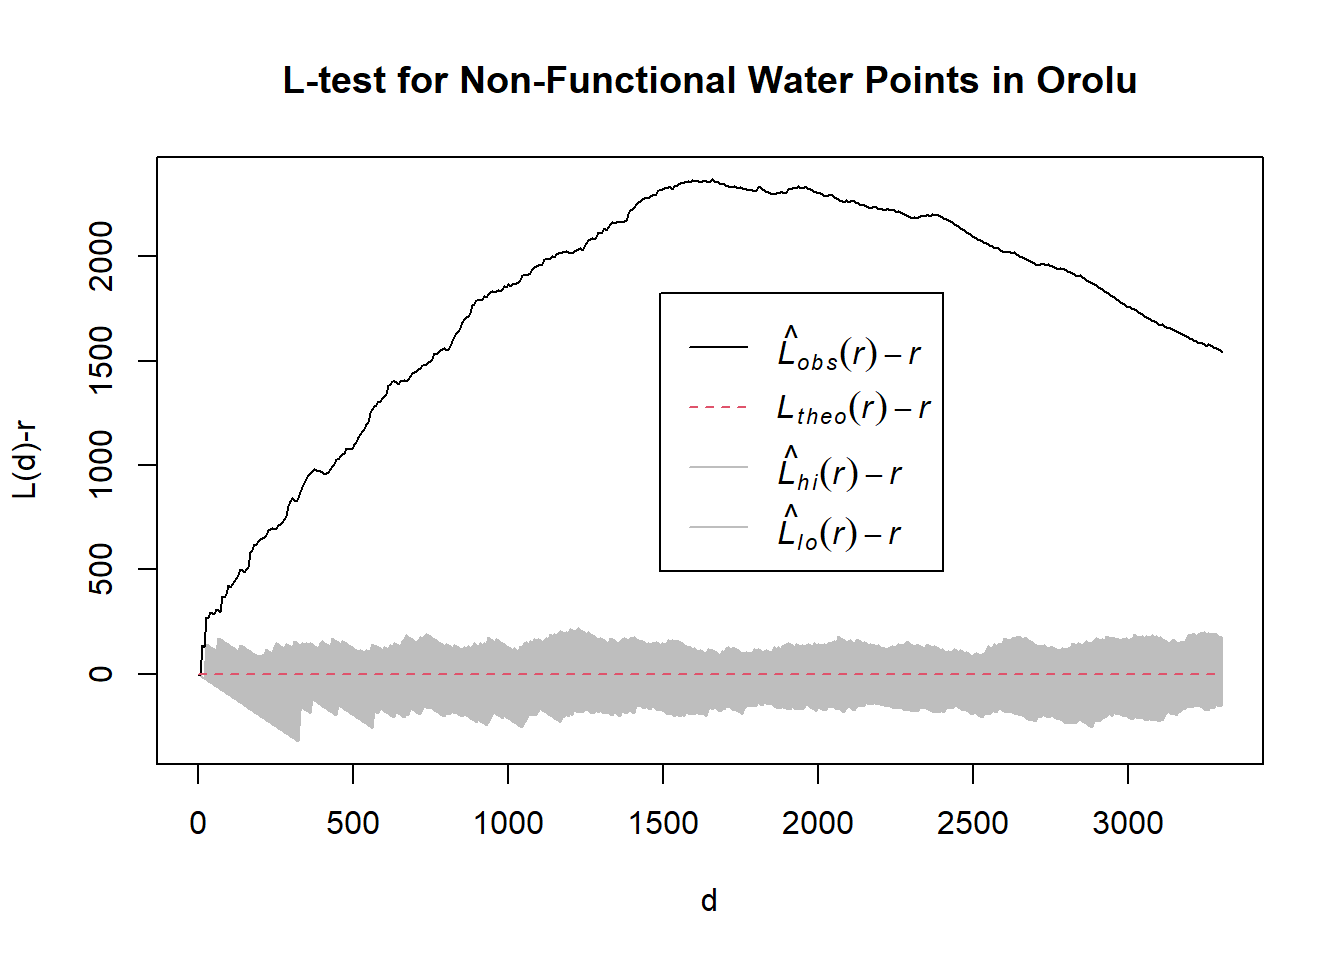 L-test for Non-Functional Water Points in Orolu
L(d)-r
2000
1500
1000
500
0
L̂obs(r) – r
Ltheo(r) – r
L̂hi(r) – r
L̂lo(r) – r
0 500 1000 1500 2000 2500 3000
d